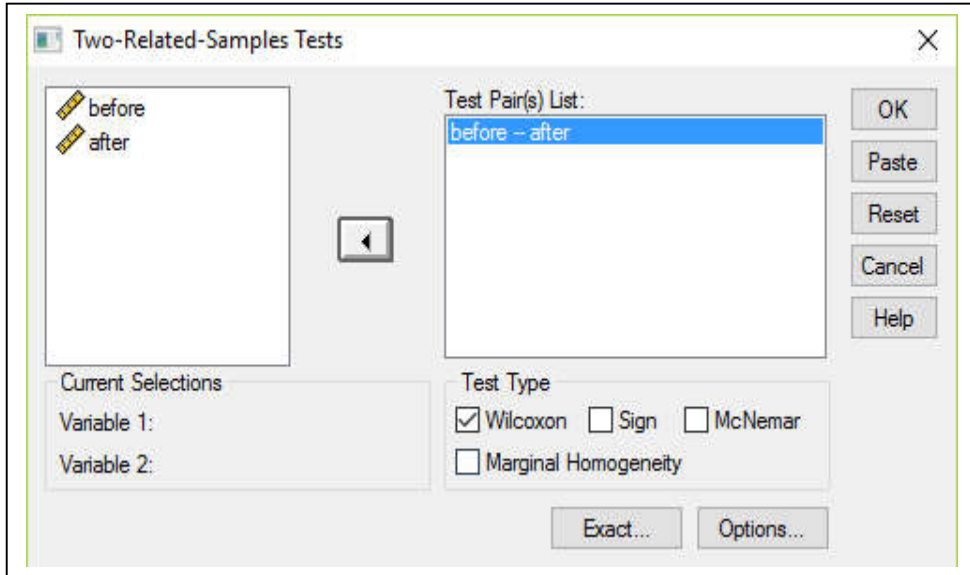 Two-Related-Samples Tests
before
after
Test Pair(s) List:
before -- after
OK
Paste
Reset
Cancel
Help
Current Selections
Variable 1:
Variable 2:
Test Type
Wilcoxon Sign McNemar
Marginal Homogeneity
Exact... Options...